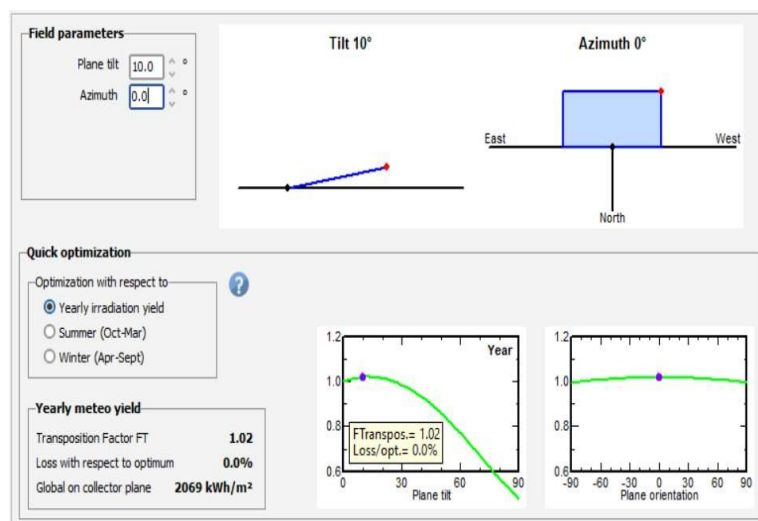 Field parameters
Plane tilt 10.0 °
Azimuth 0.0 °
Tilt 10°
Azimuth 0°
East
West
North
Quick optimization
Optimization with respect to
Yearly irradiation yield
Summer (Oct-Mar)
Winter (Apr-Sept)
?
Yearly meteo yield
Transposition Factor FT 1.02
Loss with respect to optimum 0.0%
Global on collector plane 2069 kWh/m²
1.2
1.0
0.8
0.6
Year
FTranspos.= 1.02
Loss/opt.= 0.0%
0 30 60 90
Plane tilt
1.2
1.0
0.8
0.6
-90 -60 -30 0 30 60 90
Plane orientation